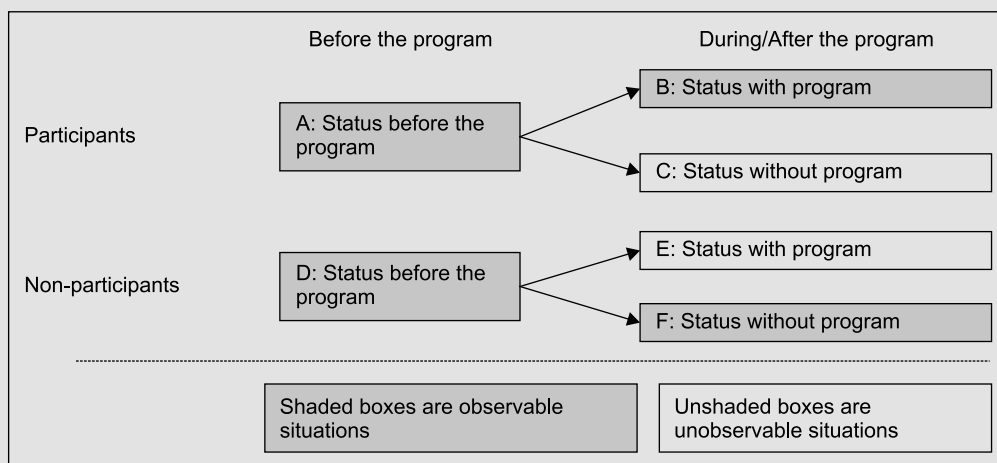 Before the program
During/After the program
Participants
A: Status before the
program
B: Status with program
C: Status without program
Non-participants
D: Status before the
program
E: Status with program
F: Status without program
Shaded boxes are observable
situations
Unshaded boxes are
unobservable situations